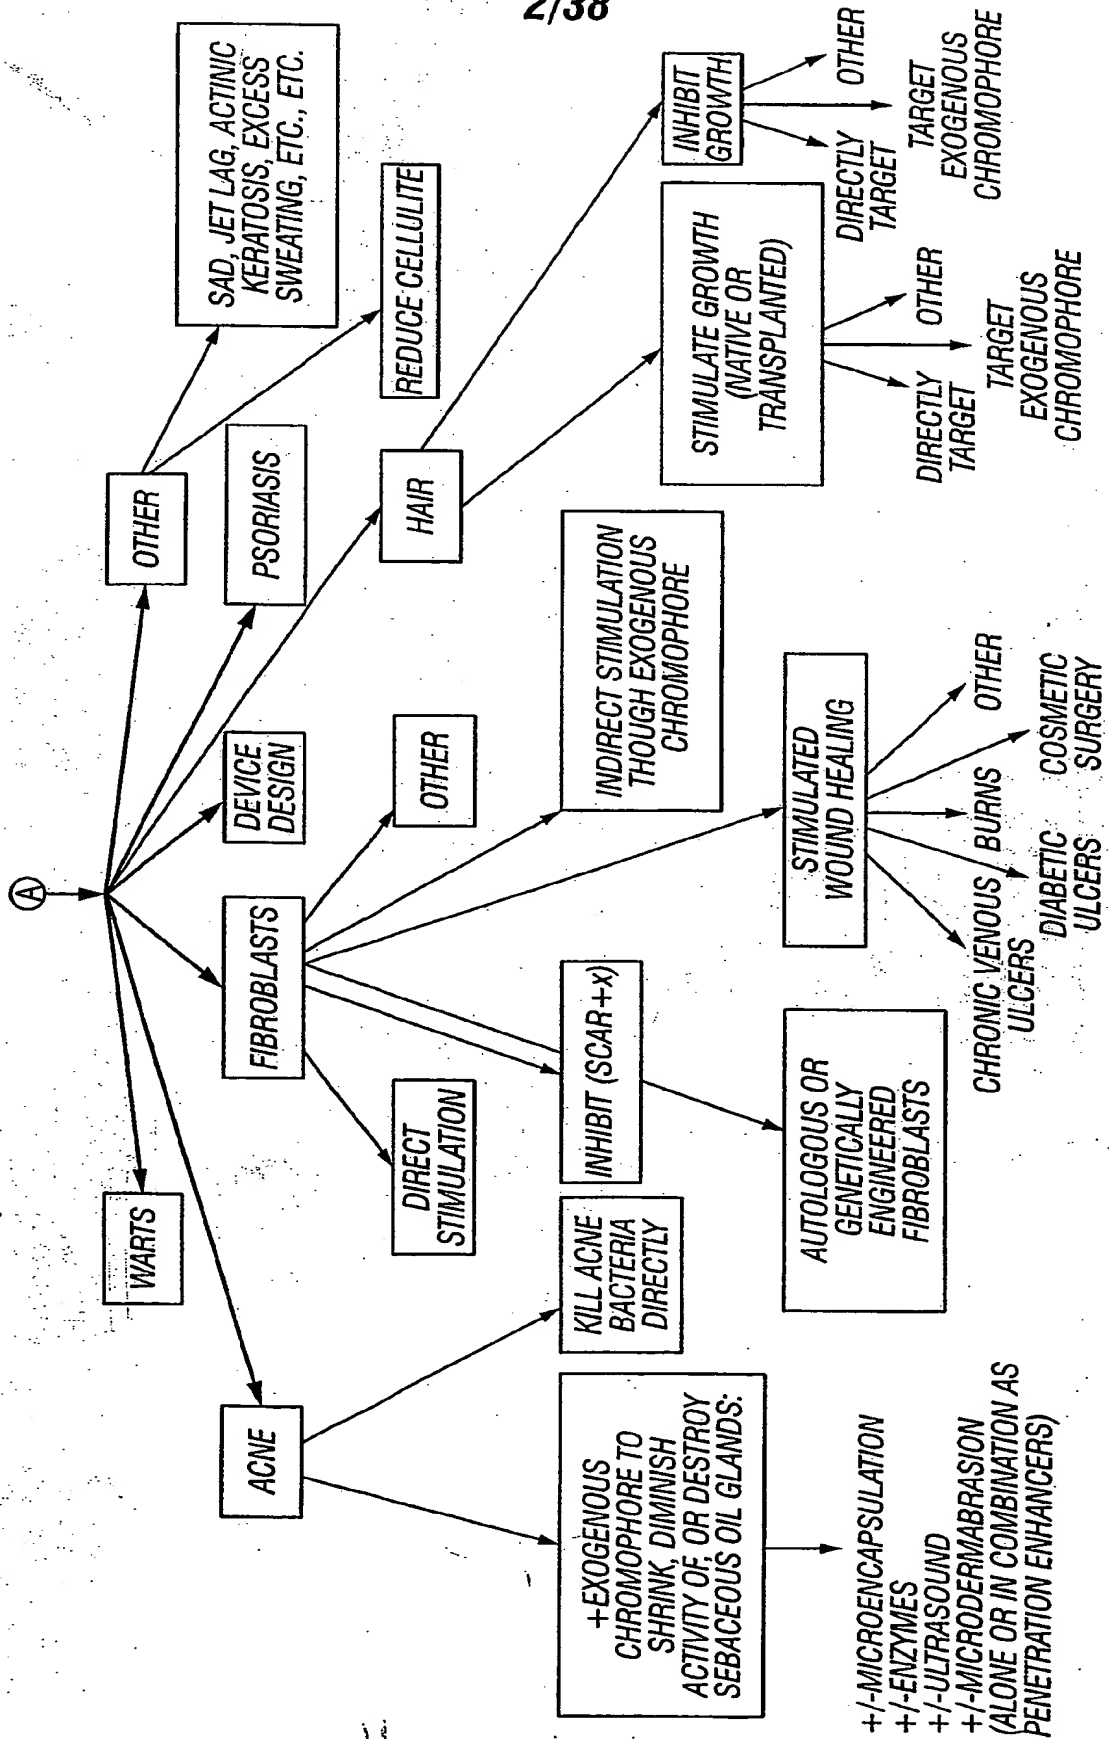 2/38
A
OTHER
SAD, JET LAG, ACTINIC
KERATOSIS, EXCESS
SWEATING, ETC., ETC.
REDUCE CELLULITE
PSORIASIS
HAIR
INHIBIT
GROWTH
DIRECTLY
TARGET
TARGET
EXOGENOUS
CHROMOPHORE
OTHER
STIMULATE GROWTH
(NATIVE OR
TRANSPLANTED)
DIRECTLY
TARGET
TARGET
EXOGENOUS
CHROMOPHORE
OTHER
DEVICE
DESIGN
FIBROBLASTS
OTHER
INDIRECT STIMULATION
THOUGH EXOGENOUS
CHROMOPHORE
STIMULATED
WOUND HEALING
CHRONIC VENOUS
ULCERS
DIABETIC
ULCERS
BURNS
COSMETIC
SURGERY
OTHER
DIRECT
STIMULATION
INHIBIT (SCAR+x)
AUTOLOGOUS OR
GENETICALLY
ENGINEERED
FIBROBLASTS
WARTS
ACNE
KILL ACNE
BACTERIA
DIRECTLY
+EXOGENOUS
CHROMOPHORE TO
SHRINK, DIMINISH
ACTIVITY OF, OR DESTROY
SEBACEOUS OIL GLANDS:
+/-MICROENCAPSULATION
+/-ENZYMES
+/-ULTRASOUND
+/-MICRODERMABRASION
(ALONE OR IN COMBINATION AS
PENETRATION ENHANCERS)